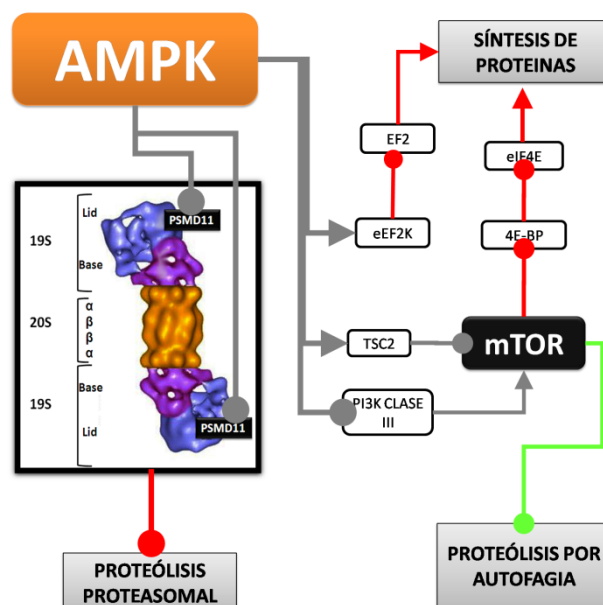 AMPK
SÍNTESIS DE
PROTEINAS
EF2
eIF4E
eEF2K
4E-BP
TSC2
mTOR
PI3K CLASE
III
Lid
19S
Base
PSMD11
20S
α
β
β
α
Base
19S
Lid
PSMD11
PROTEÓLISIS
PROTEASOMAL
PROTEÓLISIS POR
AUTOFAGIA